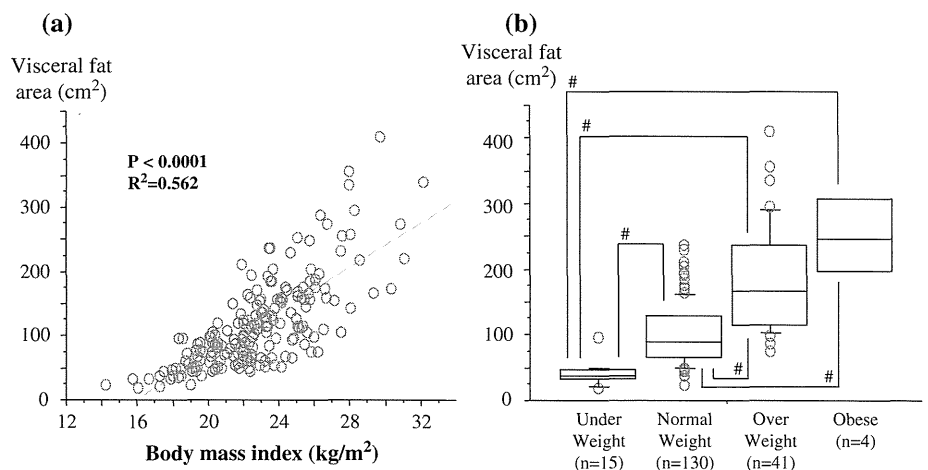 (a)
Visceral fat
area (cm²)
400
300
200
100
0
P < 0.0001
R²=0.562
12 16 20 24 28 32
Body mass index (kg/m²)
(b)
Visceral fat
area (cm²)
400
300
200
100
0
#
#
#
#
#
Under Weight (n=15)
Normal Weight (n=130)
Over Weight (n=41)
Obese (n=4)